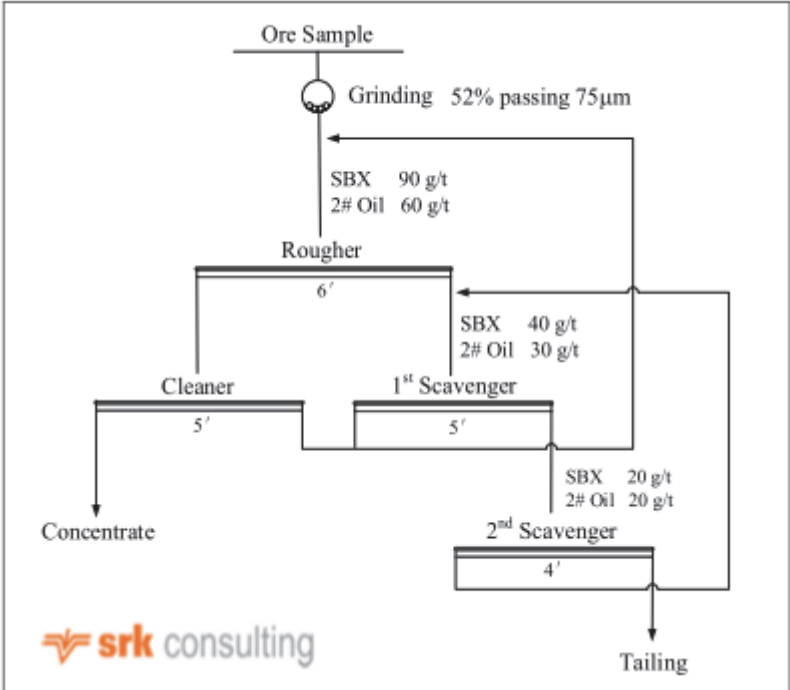 Ore Sample
Grinding 52% passing 75μm
SBX 90 g/t
2# Oil 60 g/t
Rougher
6′
SBX 40 g/t
2# Oil 30 g/t
Cleaner
1st Scavenger
5′
5′
SBX 20 g/t
2# Oil 20 g/t
Concentrate
2nd Scavenger
4′
srk consulting
Tailing